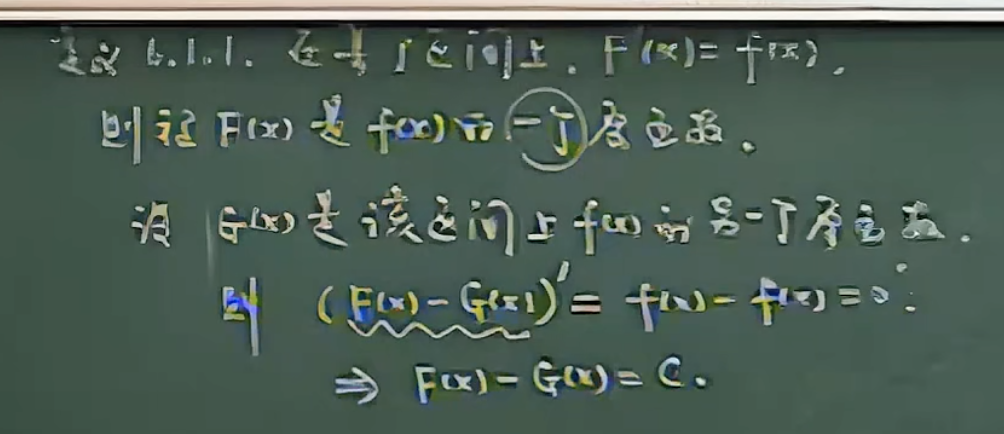 定义 6.1.1. 在某个区间上. F'(x) = f(x).
则记 F(x) 是 f(x) 的 一个 原函数。
设 G(x) 是该区间上 f(x) 的另一个原函数.
则 (F(x) - G(x))' = f(x) - f(x) = 0
⇒ F(x) - G(x) = C.